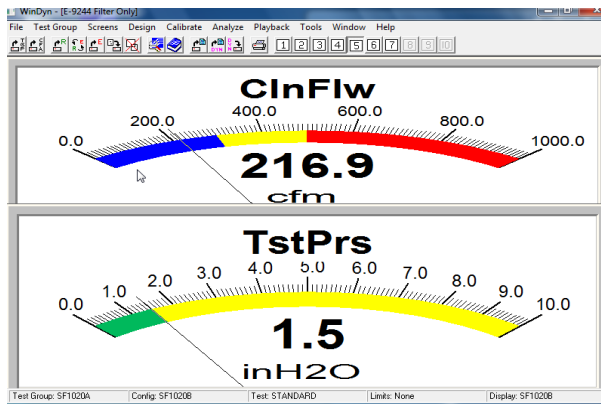 WinDyn - [E-9244 Filter Only]
File Test Group Screens Design Calibrate Analyze Playback Tools Window Help
1 2 3 4 5 6 7 8 9 10
ClnFlw
0.0 200.0 400.0 600.0 800.0 1000.0
216.9
cfm
TstPrs
0.0 1.0 2.0 3.0 4.0 5.0 6.0 7.0 8.0 9.0 10.0
1.5
inH2O
Test Group: SF1020A Config: SF1020B Test: STANDARD Limits: None Display: SF1020B